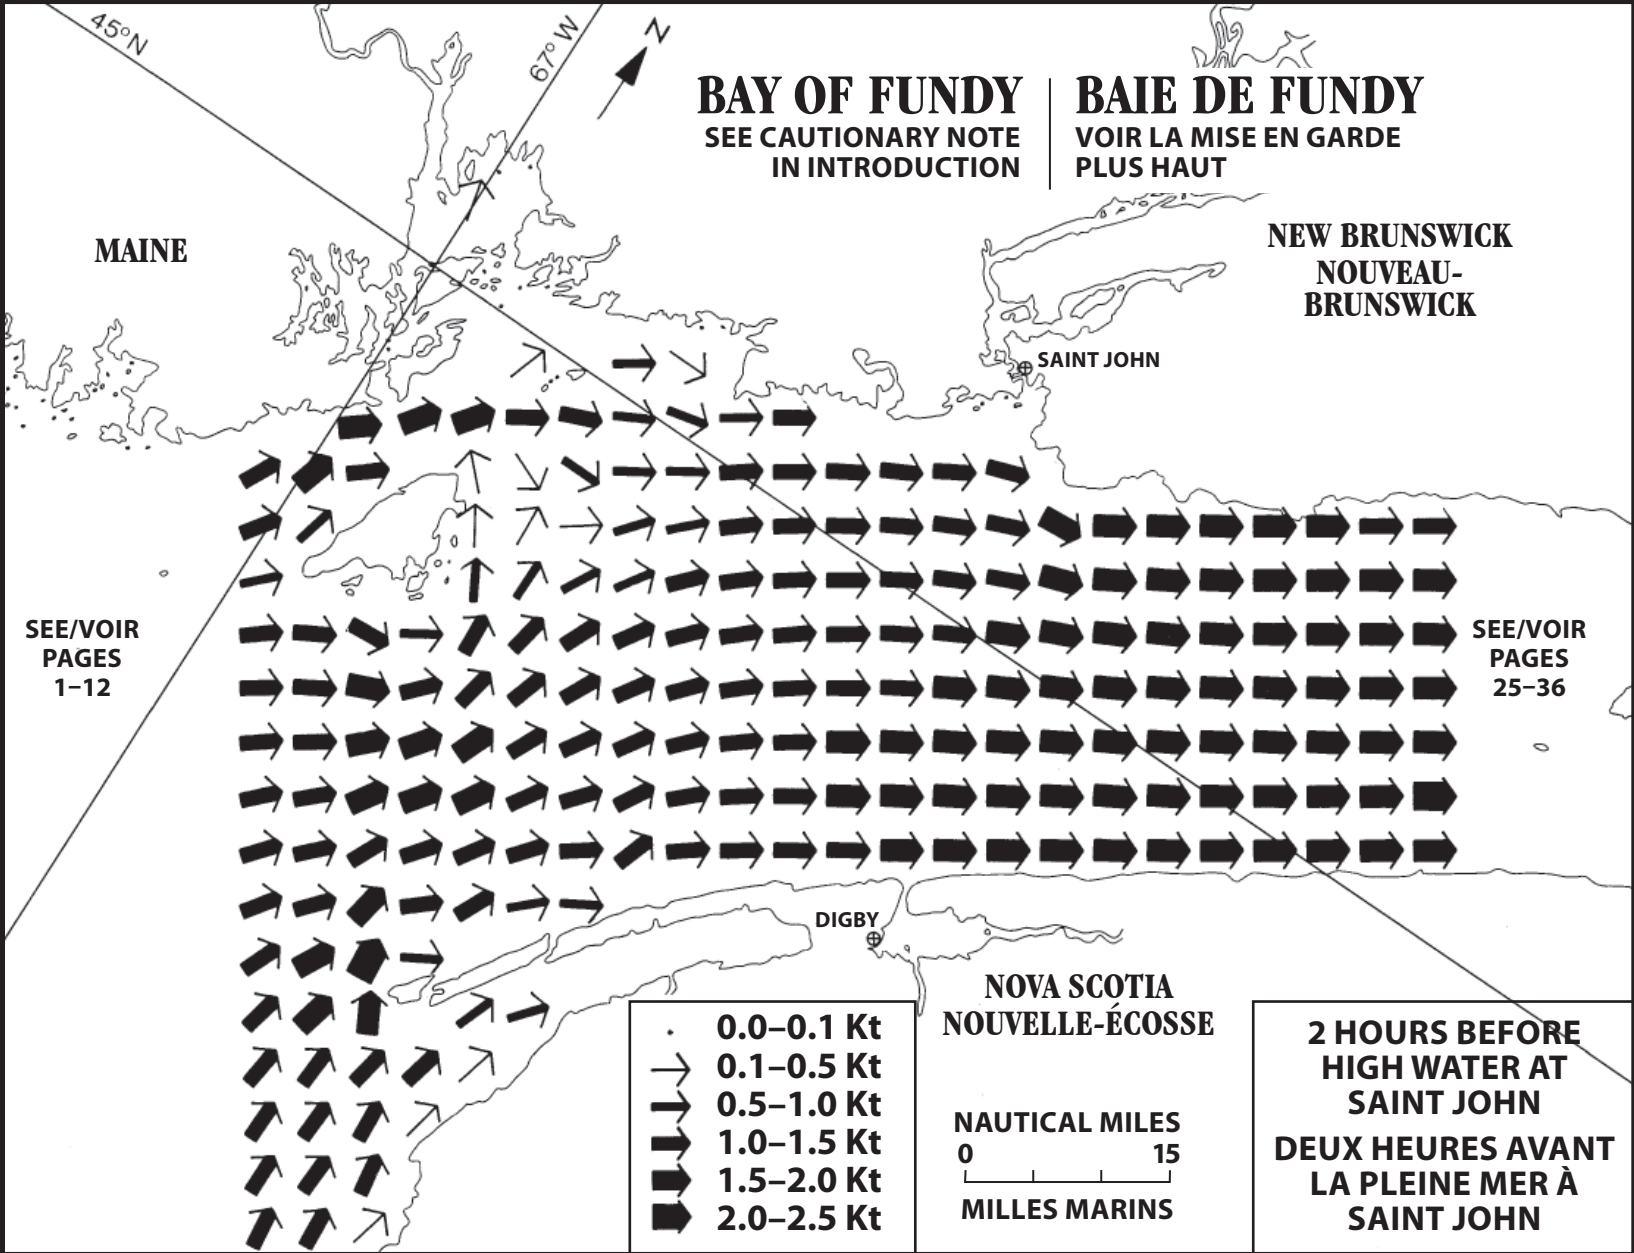 45°N
67° W
N
BAY OF FUNDY
SEE CAUTIONARY NOTE
IN INTRODUCTION
BAIE DE FUNDY
VOIR LA MISE EN GARDE
PLUS HAUT
MAINE
NEW BRUNSWICK
NOUVEAU-
BRUNSWICK
SAINT JOHN
SEE/VOIR
PAGES
1–12
SEE/VOIR
PAGES
25–36
DIGBY
NOVA SCOTIA
NOUVELLE-ÉCOSSE
0.0–0.1 Kt
0.1–0.5 Kt
0.5–1.0 Kt
1.0–1.5 Kt
1.5–2.0 Kt
2.0–2.5 Kt
NAUTICAL MILES
0 15
MILLES MARINS
2 HOURS BEFORE
HIGH WATER AT
SAINT JOHN
DEUX HEURES AVANT
LA PLEINE MER À
SAINT JOHN